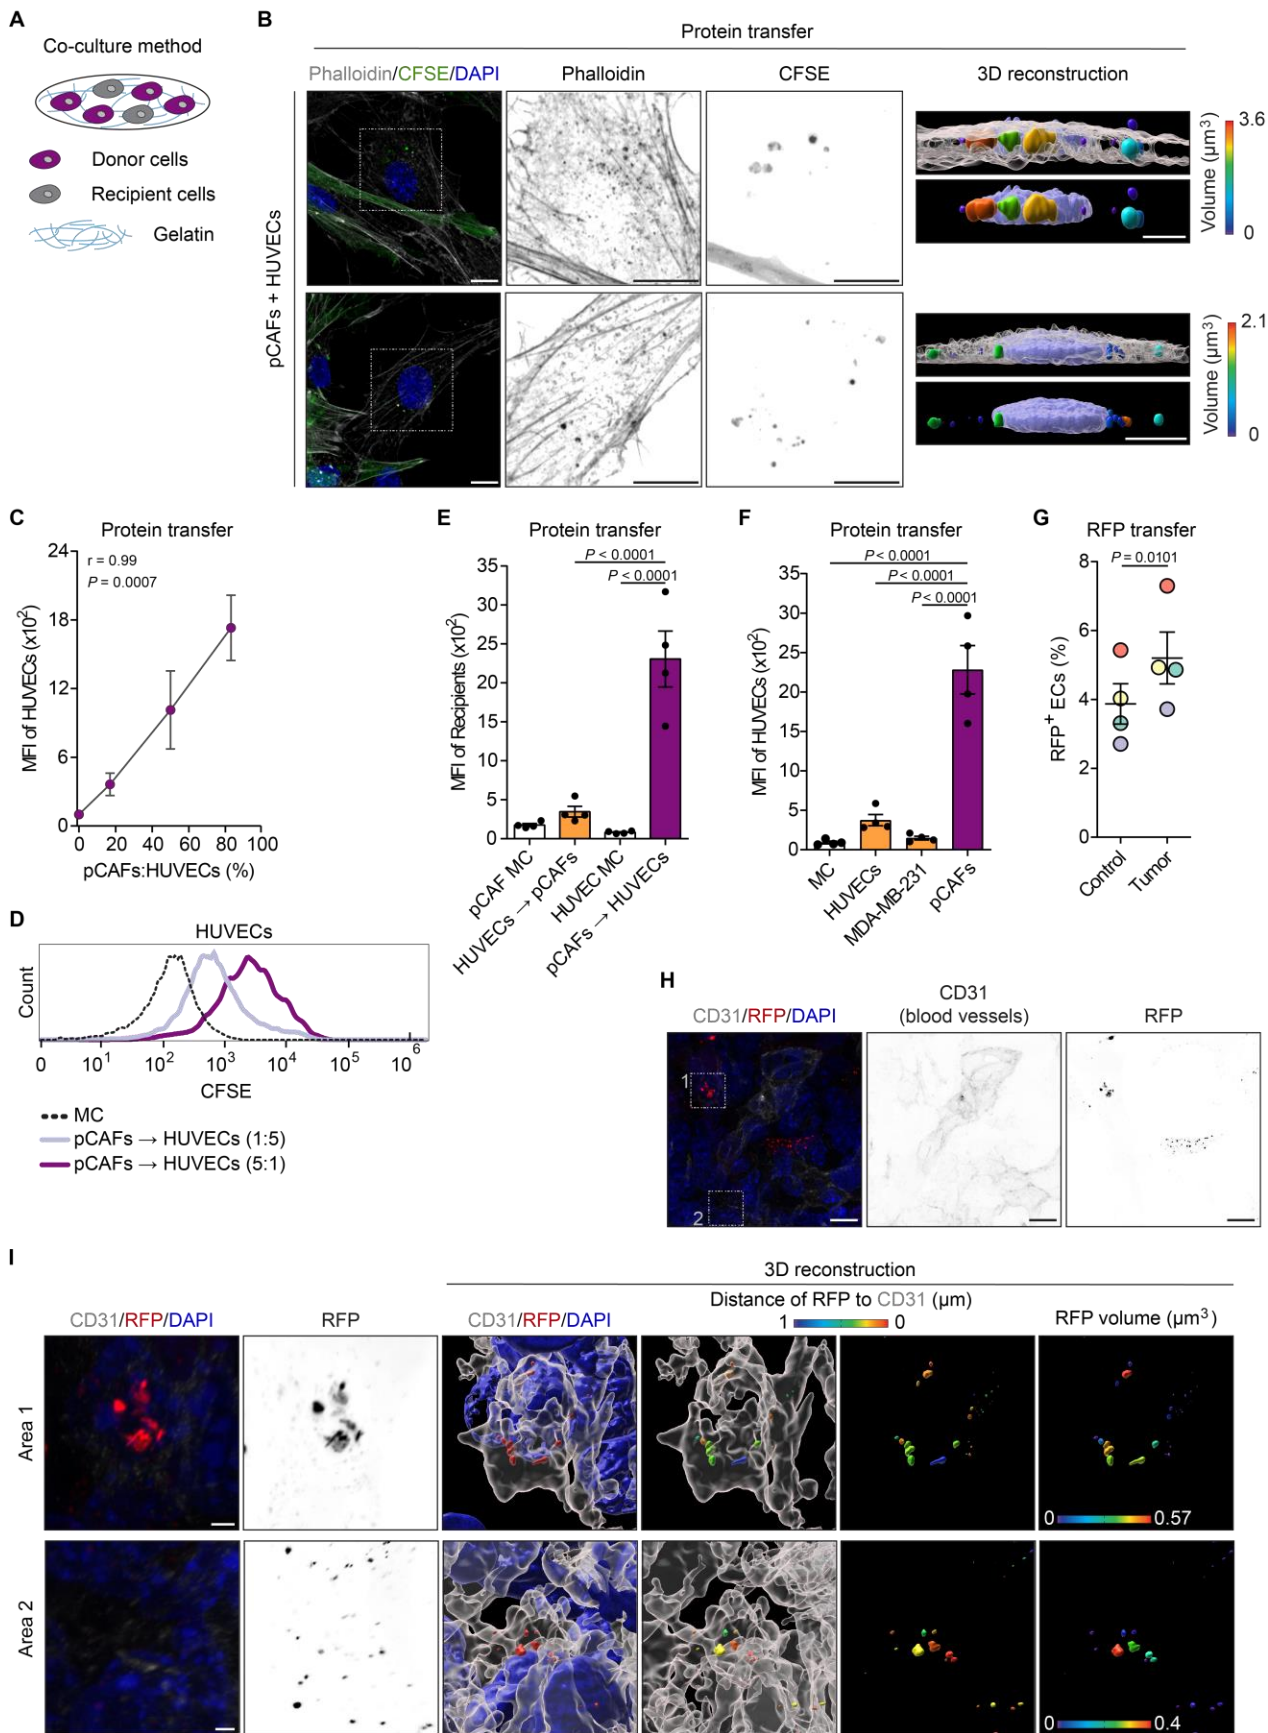 A
Co-culture method
Donor cells
Recipient cells
Gelatin
B
Protein transfer
Phalloidin/CFSE/DAPI
Phalloidin
CFSE
3D reconstruction
pCAFs + HUVECs
Volume (µm³)
3.6
0
Volume (µm³)
2.1
0
C
Protein transfer
r = 0.99
P = 0.0007
MFI of HUVECs (x10²)
24
18
12
6
0
0 20 40 60 80 100
pCAFs:HUVECs (%)
D
HUVECs
Count
0 10¹ 10² 10³ 10⁴ 10⁵ 10⁶
CFSE
MC
pCAFs → HUVECs (1:5)
pCAFs → HUVECs (5:1)
E
Protein transfer
P < 0.0001
P < 0.0001
MFI of Recipients (x10²)
35
30
25
20
15
10
5
0
pCAF MC
HUVECs → pCAFs
HUVEC MC
pCAFs → HUVECs
F
Protein transfer
P < 0.0001
P < 0.0001
P < 0.0001
MFI of HUVECs (x10²)
35
30
25
20
15
10
5
0
MC
HUVECs
MDA-MB-231
pCAFs
G
RFP transfer
P = 0.0101
RFP⁺ ECs (%)
8
6
4
2
0
Control
Tumor
H
CD31/RFP/DAPI
CD31
(blood vessels)
RFP
1
2
I
3D reconstruction
CD31/RFP/DAPI
RFP
CD31/RFP/DAPI
Distance of RFP to CD31 (µm)
1 0
RFP volume (µm³)
Area 1
0 0.57
Area 2
0 0.4